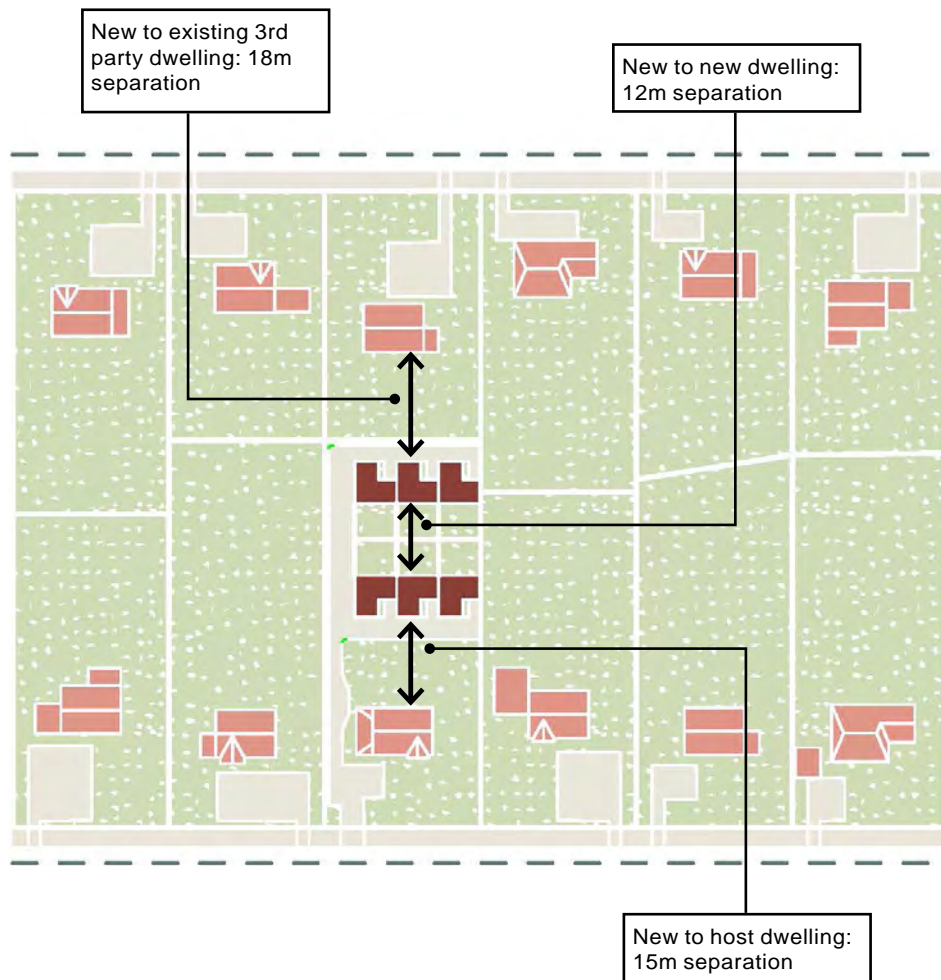 New to existing 3rd
party dwelling: 18m
separation
New to new dwelling:
12m separation
New to host dwelling:
15m separation